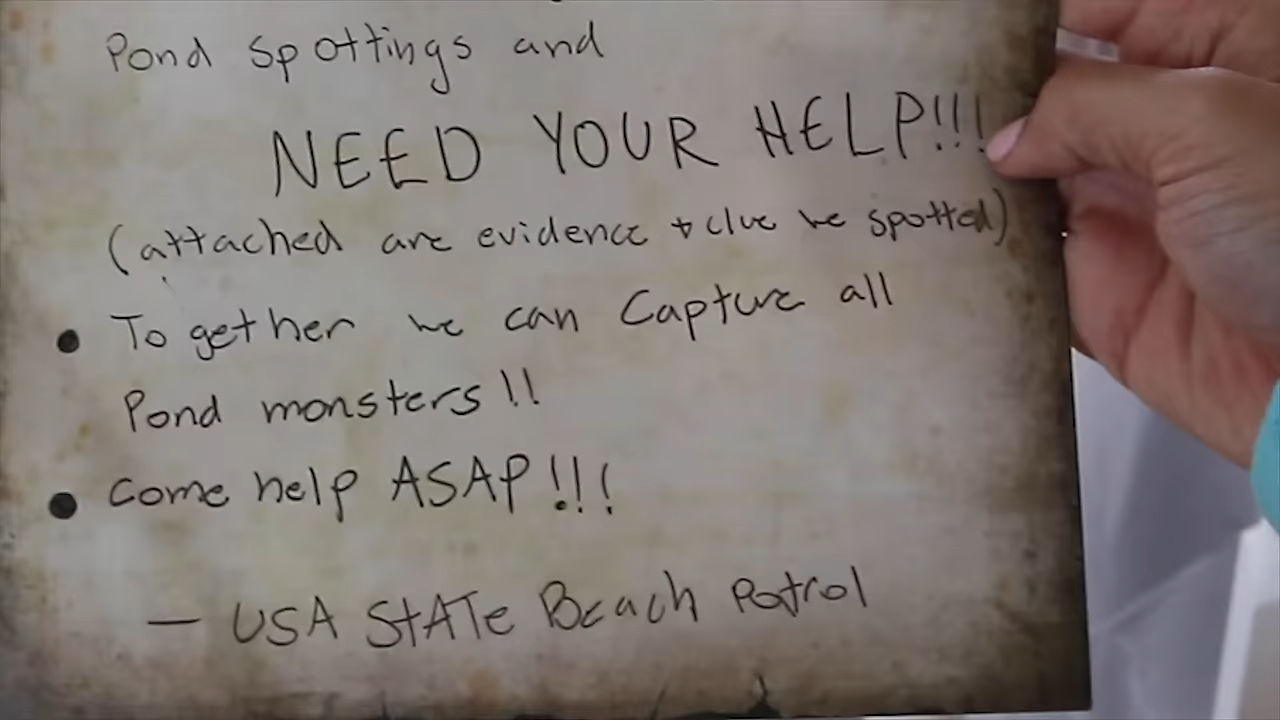 Pond spottings and
NEED YOUR HELP!!!
(attached are evidence + clue we spotted)
• Together we can Capture all
Pond monsters!!
• Come help ASAP!!!
— USA STATe Beach Patrol